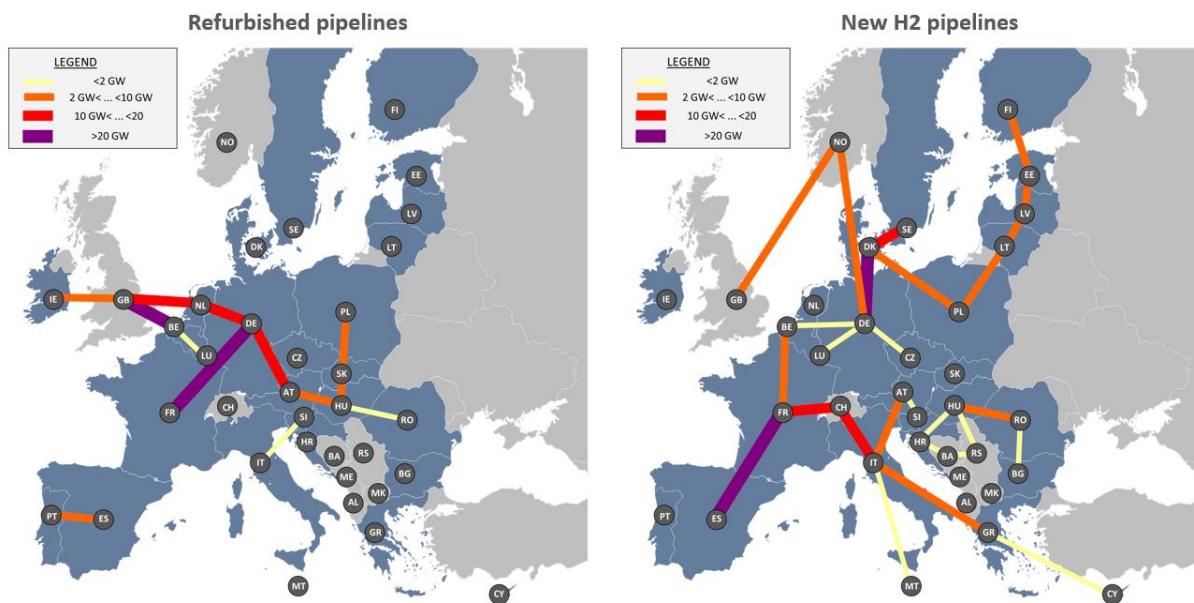 Refurbished pipelines
LEGEND
<2 GW
2 GW< ... <10 GW
10 GW< ... <20
>20 GW
FI
NO
EE
LV
SE
DK
LT
IE
GB
NL
PL
BE
DE
LU
CZ
SK
AT
FR
CH
HU
SI
RO
HR
BA
RS
IT
ME
BG
MK
AL
PT
ES
GR
MT
CY
New H2 pipelines
LEGEND
<2 GW
2 GW< ... <10 GW
10 GW< ... <20
>20 GW
FI
NO
EE
LV
SE
DK
LT
IE
GB
NL
PL
BE
DE
LU
CZ
SK
AT
FR
CH
HU
SI
RO
HR
BA
RS
IT
ME
BG
MK
AL
PT
ES
GR
MT
CY